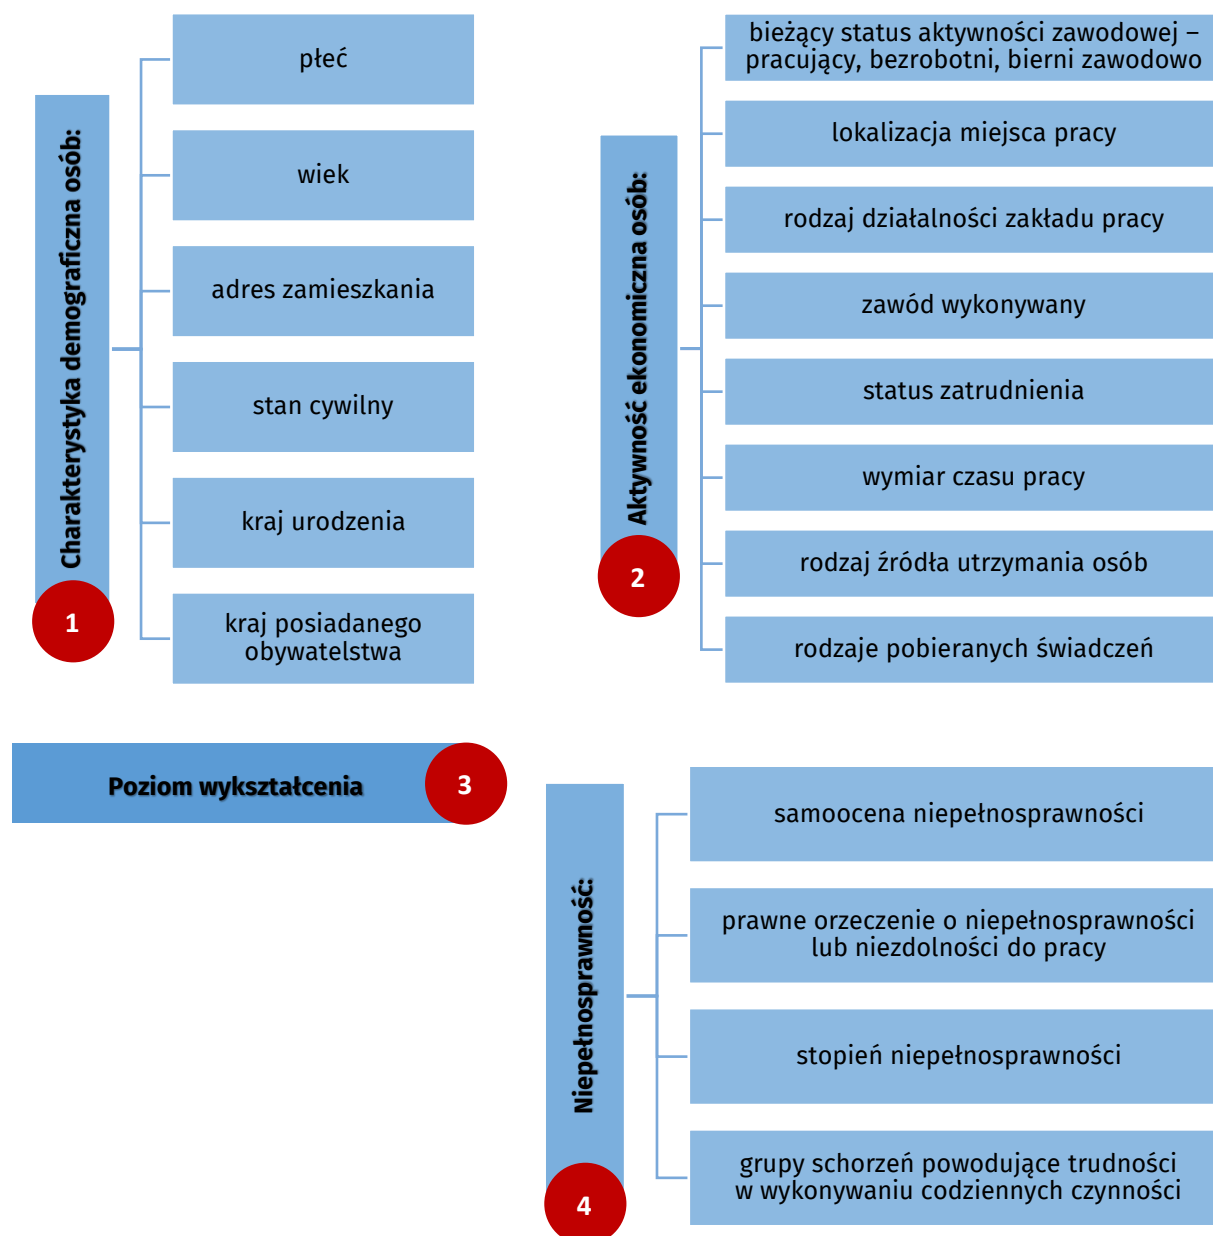 Charakterystyka demograficzna osób:
1
płeć
wiek
adres zamieszkania
stan cywilny
kraj urodzenia
kraj posiadanego
obywatelstwa
Aktywność ekonomiczna osób:
2
bieżący status aktywności zawodowej –
pracujący, bezrobotni, bierni zawodowo
lokalizacja miejsca pracy
rodzaj działalności zakładu pracy
zawód wykonywany
status zatrudnienia
wymiar czasu pracy
rodzaj źródła utrzymania osób
rodzaje pobieranych świadczeń
Poziom wykształcenia
3
Niepełnosprawność:
4
samoocena niepełnosprawności
prawne orzeczenie o niepełnosprawności
lub niezdolności do pracy
stopień niepełnosprawności
grupy schorzeń powodujące trudności
w wykonywaniu codziennych czynności